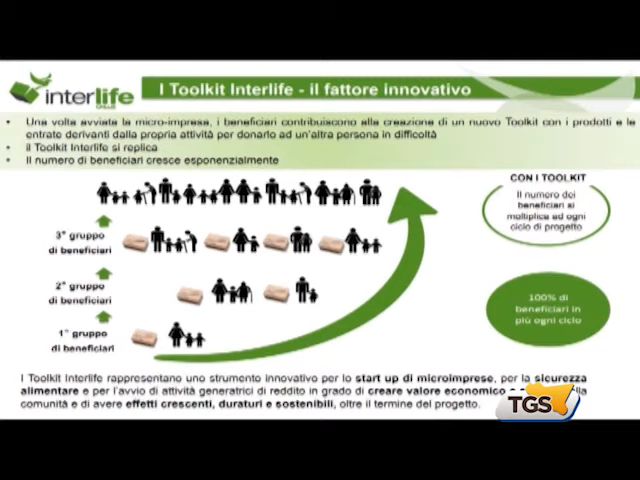 interlife
ONLUS
I Toolkit Interlife - il fattore innovativo
• Una volta avviata la micro-impresa, i beneficiari contribuiscono alla creazione di un nuovo Toolkit con i prodotti e le
entrate derivanti dalla propria attività per donarlo ad un'altra persona in difficoltà
• il Toolkit Interlife si replica
• Il numero di beneficiari cresce esponenzialmente
CON I TOOLKIT
Il numero dei
beneficiari si
moltiplica ad ogni
ciclo di progetto
3° gruppo
di beneficiari
2° gruppo
di beneficiari
100% di
beneficiari in
più ogni ciclo
1° gruppo
di beneficiari
I Toolkit Interlife rappresentano uno strumento innovativo per lo start up di microimprese, per la sicurezza
alimentare e per l'avvio di attività generatrici di reddito in grado di creare valore economico e
comunità e di avere effetti crescenti, duraturi e sostenibili, oltre il termine del progetto.
TGS